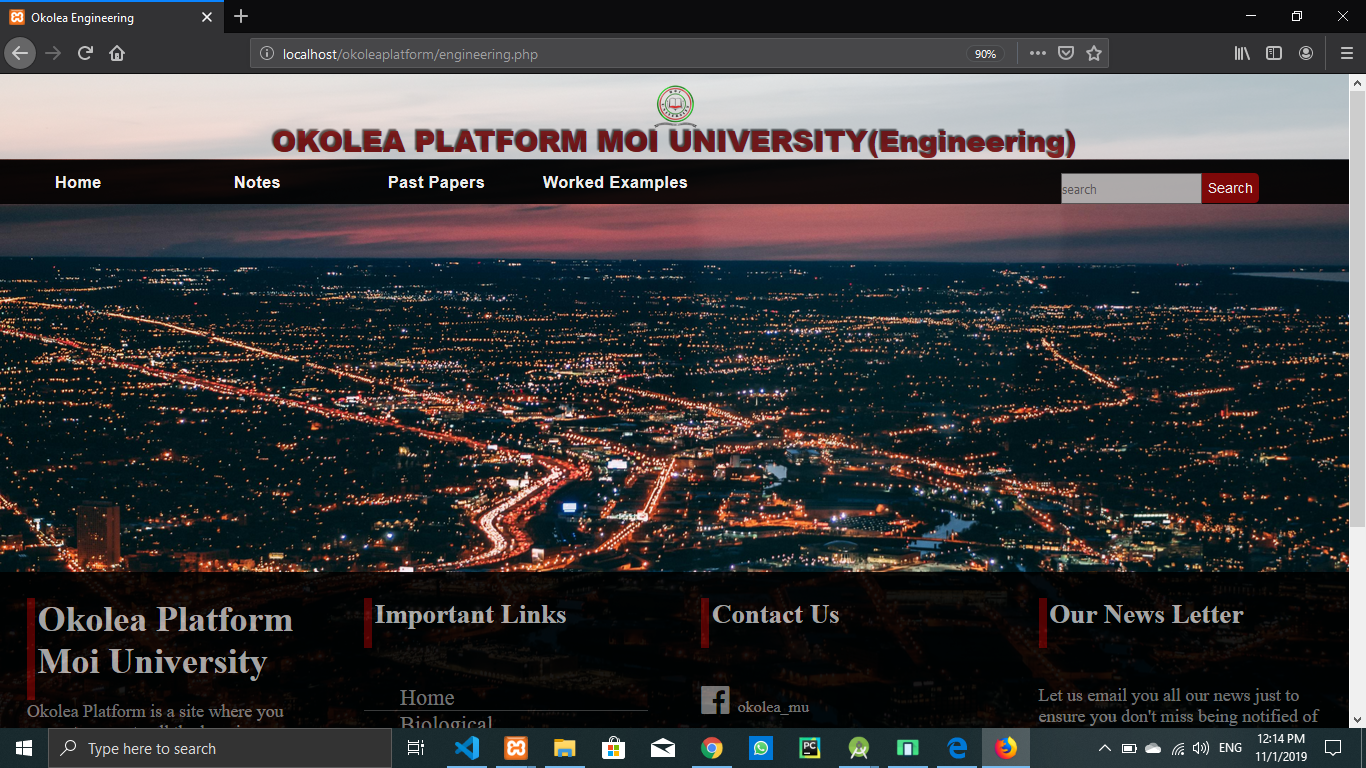 Okolea Engineering
localhost/okoleaplatform/engineering.php
90%
OKOLEA PLATFORM MOI UNIVERSITY(Engineering)
Home Notes Past Papers Worked Examples search Search
Okolea Platform
Moi University
Okolea Platform is a site where you
Important Links
Home
Biological
Contact Us
okolea_mu
Our News Letter
Let us email you all our news just to
ensure you don't miss being notified of
Type here to search
PC
ENG
12:14 PM
11/1/2019